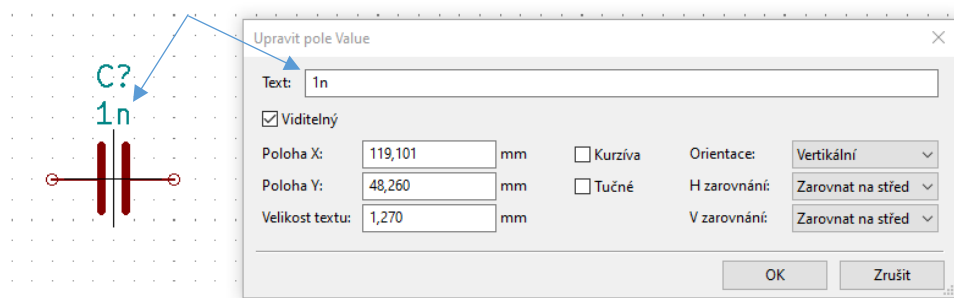 C?
1n
Upravit pole Value
Text: 1n
Viditelný
Poloha X: 119,101 mm Kurzíva Orientace: Vertikální
Poloha Y: 48,260 mm Tučné H zarovnání: Zarovnat na střed
Velikost textu: 1,270 mm V zarovnání: Zarovnat na střed
OK Zrušit